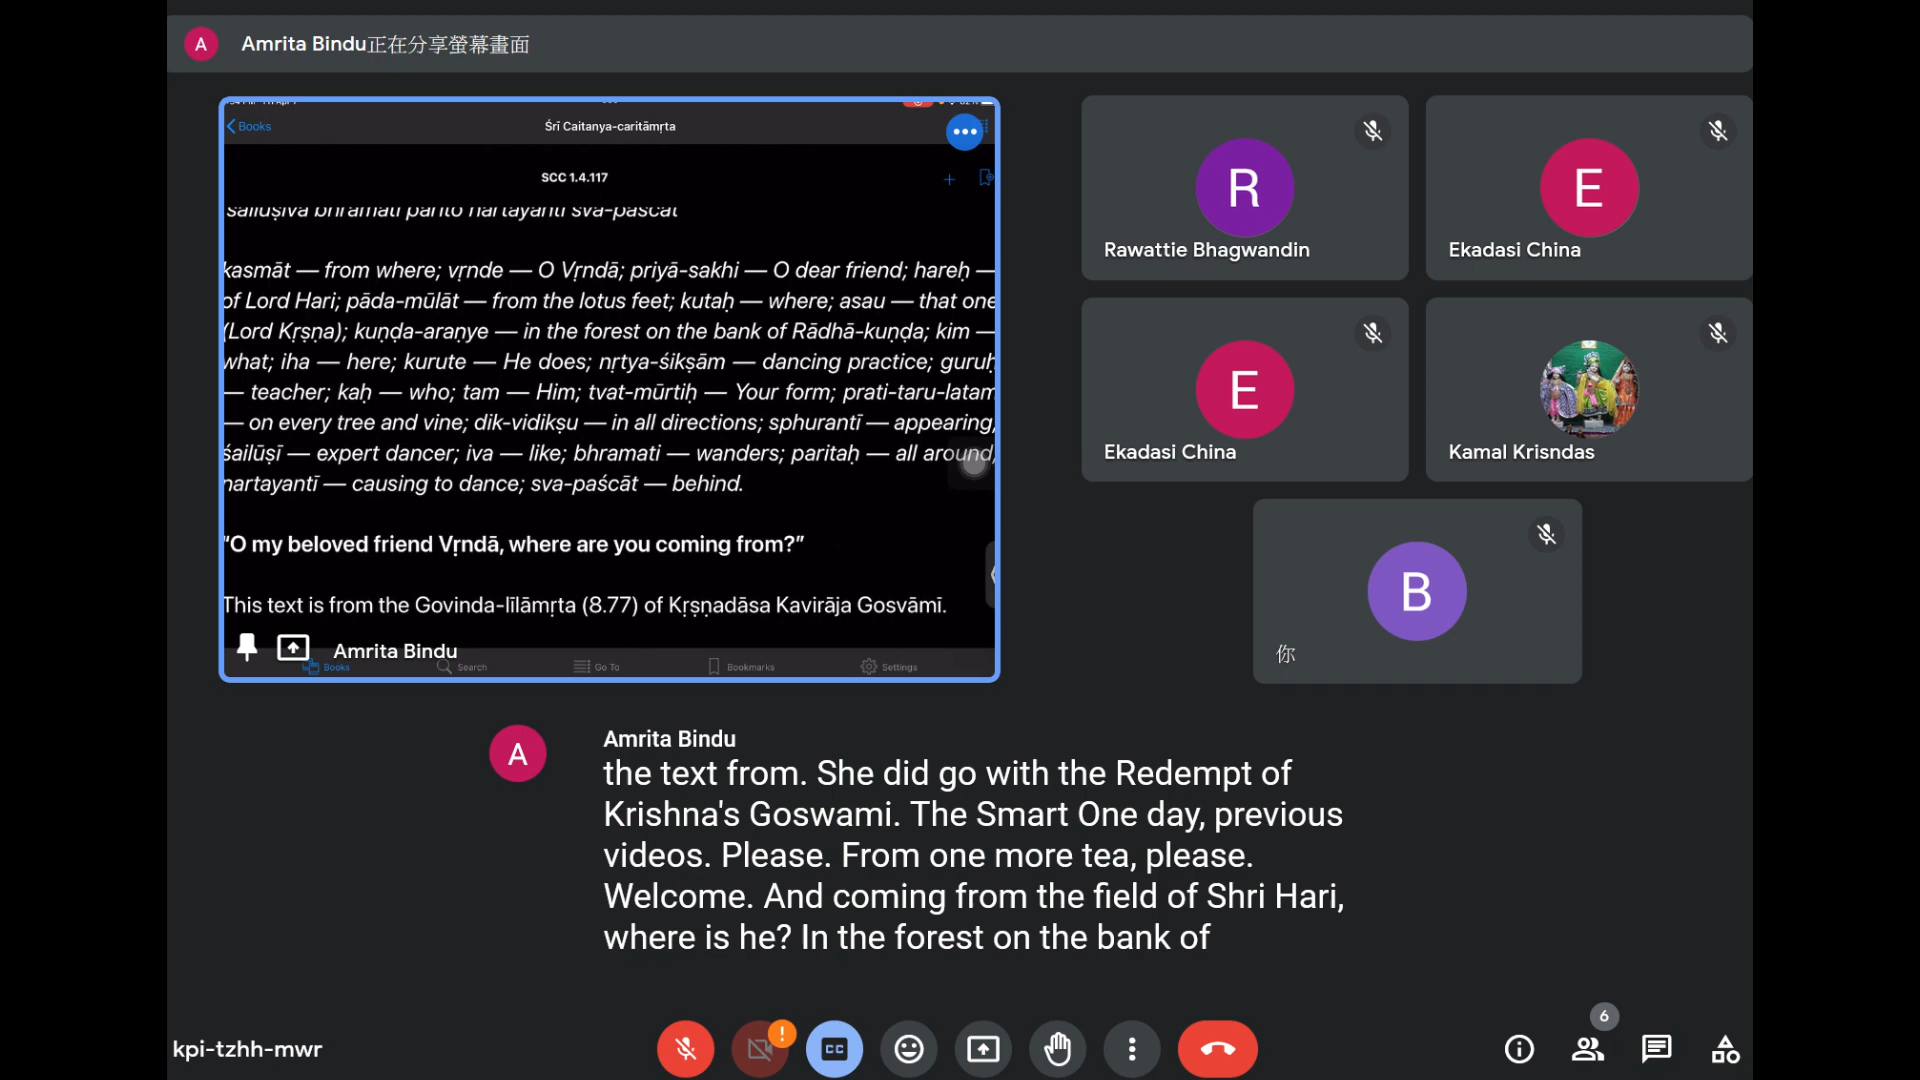 A Amrita Bindu正在分享螢幕畫面
Books
Śrī Caitanya-caritāmṛta
SCC 1.4.117
śailūṣīva bhramati parito nartayantī sva-paścāt
kasmāt — from where; vṛnde — O Vṛndā; priyā-sakhi — O dear friend; hareḥ —
of Lord Hari; pāda-mūlāt — from the lotus feet; kutaḥ — where; asau — that one
(Lord Kṛṣṇa); kuṇḍa-araṇye — in the forest on the bank of Rādhā-kuṇḍa; kim —
what; iha — here; kurute — He does; nṛtya-śikṣām — dancing practice; guruḥ
— teacher; kaḥ — who; tam — Him; tvat-mūrtiḥ — Your form; prati-taru-latam
— on every tree and vine; dik-vidikṣu — in all directions; sphurantī — appearing;
śailūṣī — expert dancer; iva — like; bhramati — wanders; paritaḥ — all around;
nartayantī — causing to dance; sva-paścāt — behind.
“O my beloved friend Vṛndā, where are you coming from?”
This text is from the Govinda-līlāmṛta (8.77) of Kṛṣṇadāsa Kavirāja Gosvāmī.
Amrita Bindu
Books Search Go To Bookmarks Settings
R
Rawattie Bhagwandin
E
Ekadasi China
E
Ekadasi China
Kamal Krisndas
B
你
A
Amrita Bindu
the text from. She did go with the Redempt of
Krishna's Goswami. The Smart One day, previous
videos. Please. From one more tea, please.
Welcome. And coming from the field of Shri Hari,
where is he? In the forest on the bank of
kpi-tzhh-mwr
!
CC
6